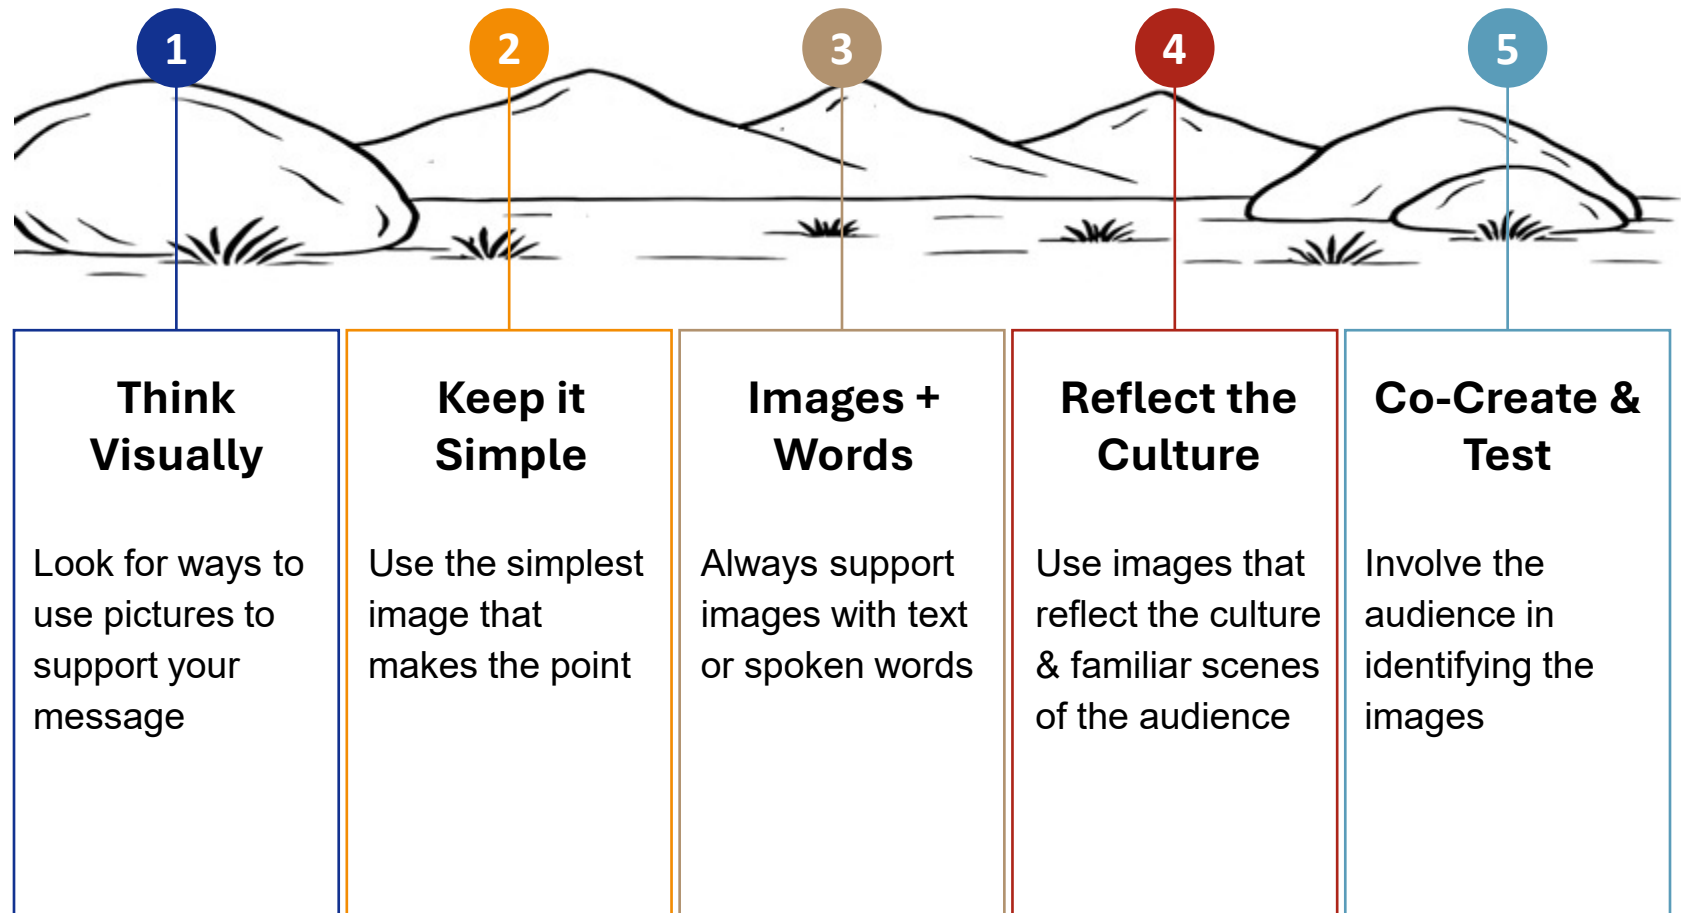 1
2
3
4
5
Think
Visually
Look for ways to
use pictures to
support your
message
Keep it
Simple
Use the simplest
image that
makes the point
Images +
Words
Always support
images with text
or spoken words
Reflect the
Culture
Use images that
reflect the culture
& familiar scenes
of the audience
Co-Create &
Test
Involve the
audience in
identifying the
images